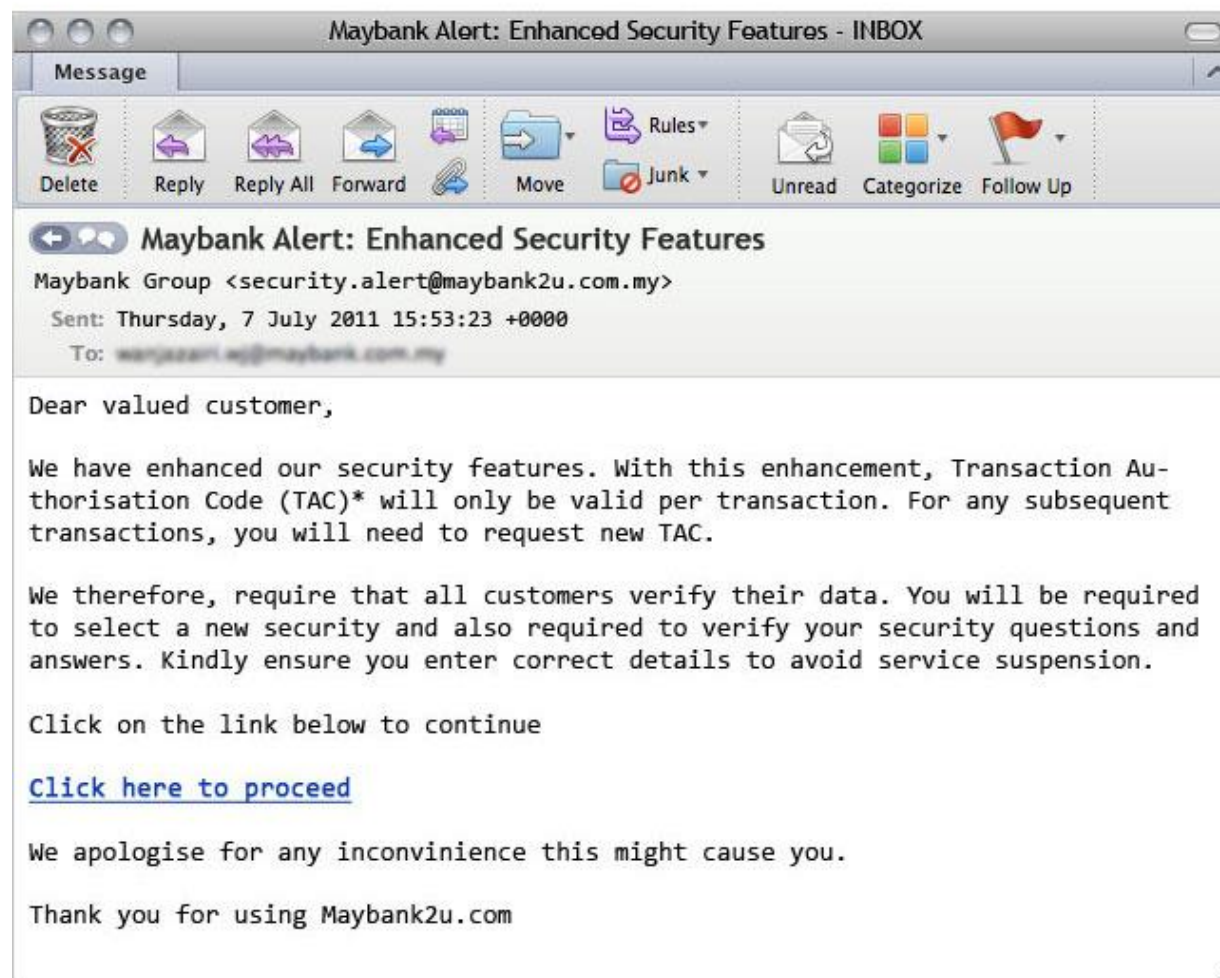 Maybank Alert: Enhanced Security Features - INBOX
Message
Delete
Reply
Reply All
Forward
Move
Rules
Junk
Unread
Categorize
Follow Up
Maybank Alert: Enhanced Security Features
Maybank Group <security.alert@maybank2u.com.my>
Sent: Thursday, 7 July 2011 15:53:23 +0000
To:
Dear valued customer,
We have enhanced our security features. With this enhancement, Transaction Au-
thorisation Code (TAC)* will only be valid per transaction. For any subsequent
transactions, you will need to request new TAC.
We therefore, require that all customers verify their data. You will be required
to select a new security and also required to verify your security questions and
answers. Kindly ensure you enter correct details to avoid service suspension.
Click on the link below to continue
Click here to proceed
We apologise for any inconvinience this might cause you.
Thank you for using Maybank2u.com